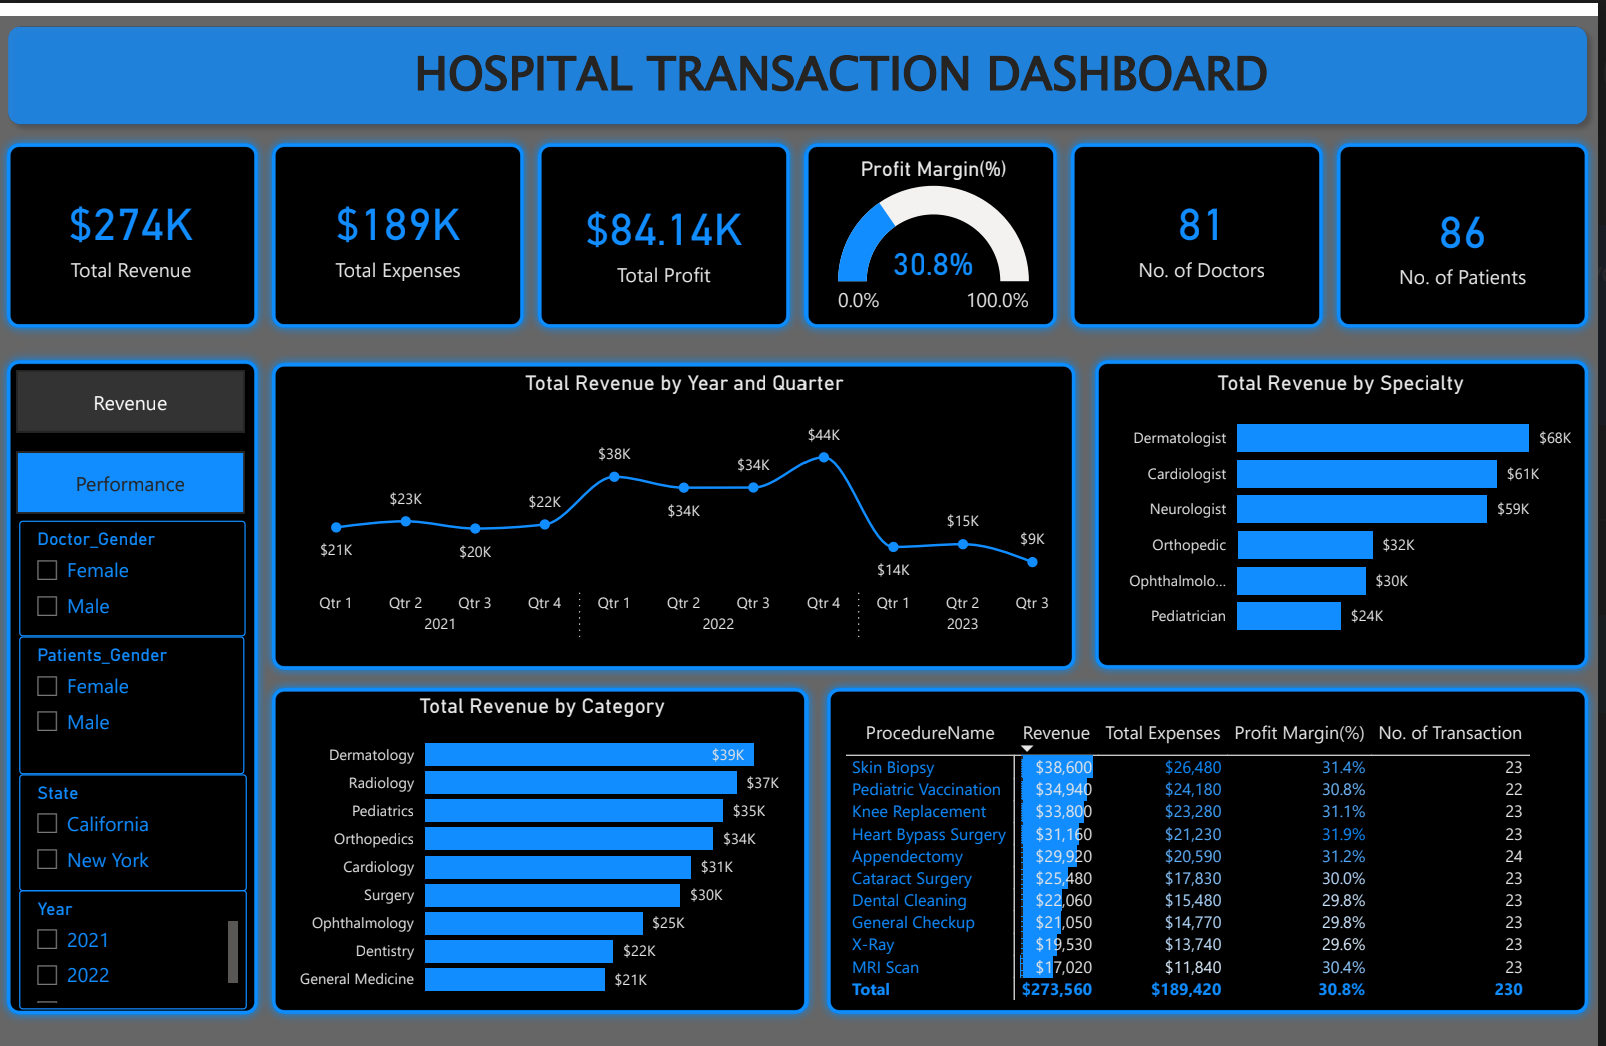 HOSPITAL TRANSACTION DASHBOARD
$274K
Total Revenue
$189K
Total Expenses
$84.14K
Total Profit
Profit Margin(%)
30.8%
0.0% 100.0%
81
No. of Doctors
86
No. of Patients
Revenue
Performance
Doctor_Gender
Female
Male
Patients_Gender
Female
Male
State
California
New York
Year
2021
2022
Total Revenue by Year and Quarter
$21K
$23K
$20K
$22K
$38K
$34K
$34K
$44K
$14K
$15K
$9K
Qtr 1 Qtr 2 Qtr 3 Qtr 4 Qtr 1 Qtr 2 Qtr 3 Qtr 4 Qtr 1 Qtr 2 Qtr 3
2021 2022 2023
Total Revenue by Specialty
Dermatologist $68K
Cardiologist $61K
Neurologist $59K
Orthopedic $32K
Ophthalmolo... $30K
Pediatrician $24K
Total Revenue by Category
Dermatology $39K
Radiology $37K
Pediatrics $35K
Orthopedics $34K
Cardiology $31K
Surgery $30K
Ophthalmology $25K
Dentistry $22K
General Medicine $21K
ProcedureName Revenue Total Expenses Profit Margin(%) No. of Transaction
Skin Biopsy $38,600 $26,480 31.4% 23
Pediatric Vaccination $34,940 $24,180 30.8% 22
Knee Replacement $33,800 $23,280 31.1% 23
Heart Bypass Surgery $31,160 $21,230 31.9% 23
Appendectomy $29,920 $20,590 31.2% 24
Cataract Surgery $25,480 $17,830 30.0% 23
Dental Cleaning $22,060 $15,480 29.8% 23
General Checkup $21,050 $14,770 29.8% 23
X-Ray $19,530 $13,740 29.6% 23
MRI Scan $17,020 $11,840 30.4% 23
Total $273,560 $189,420 30.8% 230